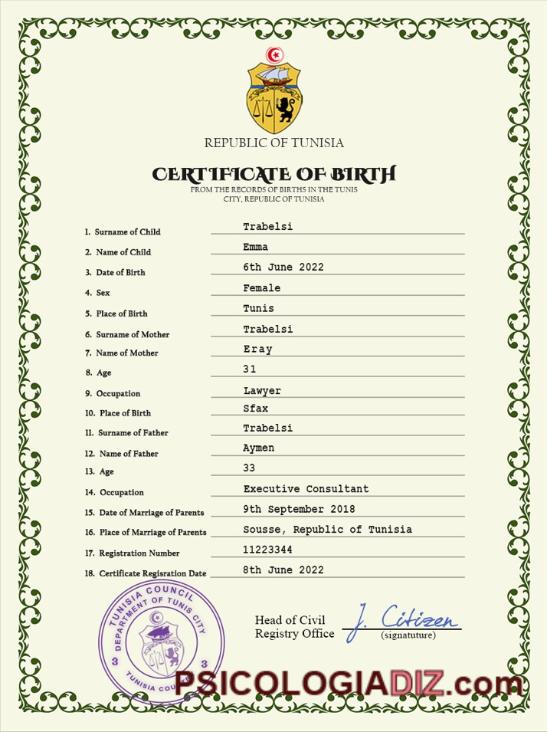 REPUBLIC OF TUNISIA
CERTIFICATE OF BIRTH
FROM THE RECORDS OF BIRTHS IN THE TUNIS
CITY, REPUBLIC OF TUNISIA
1. Surname of Child Trabelsi
2. Name of Child Emma
3. Date of Birth 6th June 2022
4. Sex Female
5. Place of Birth Tunis
6. Surname of Mother Trabelsi
7. Name of Mother Eray
8. Age 31
9. Occupation Lawyer
10. Place of Birth Sfax
11. Surname of Father Trabelsi
12. Name of Father Aymen
13. Age 33
14. Occupation Executive Consultant
15. Date of Marriage of Parents 9th September 2018
16. Place of Marriage of Parents Sousse, Republic of Tunisia
17. Registration Number 11223344
18. Certificate Regisration Date 8th June 2022
TUNISIA COUNCIL
DEPARTMENT OF TUNIS CITY
3 3
TUNISIA COUNCIL
Head of Civil
Registry Office
J. Citizen
(signatuture)
PSICOLOGIADIZ.com